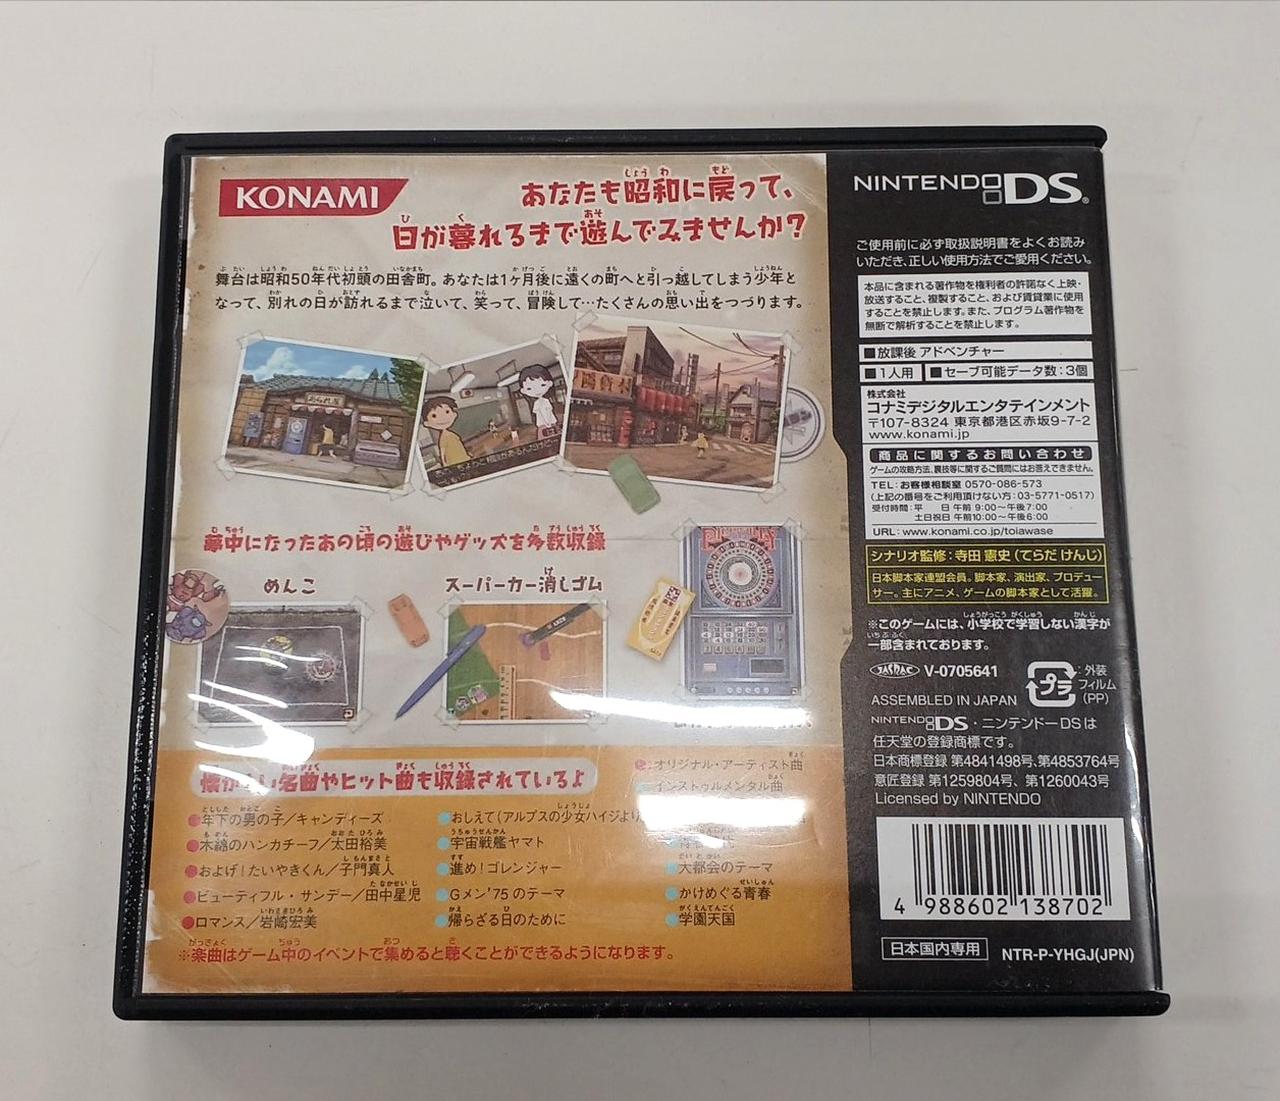 KONAMI
あなたも昭和に戻って、
日が暮れるまで遊んでみませんか?
舞台は昭和50年代初頭の田舎町。あなたは1ヶ月後に遠くの町へと引っ越してしまう少年と
なって、別れの日が訪れるまで泣いて、笑って、冒険して…たくさんの思い出をつづります。
夢中になったあの頃の遊びやグッズを多数収録
めんこ
スーパーカー消しゴム
名曲やヒット曲も収録されているよ
:オリジナル・アーティスト曲
インストゥルメンタル曲
●年下の男の子／キャンディーズ
●木綿のハンカチーフ／太田裕美
●およげ!たいやきくん／子門真人
●ビューティフル・サンデー／田中星児
●ロマンス／岩崎宏美
●おしえて(アルプスの少女ハイジより
●宇宙戦艦ヤマト
●進め!ゴレンジャー
●Gメン'75のテーマ
●帰らざる日のために
●大都会のテーマ
●かけめぐる青春
●学園天国
※楽曲はゲーム中のイベントで集めると聴くことができるようになります。
NINTENDO DS®
ご使用前に必ず取扱説明書をよくお読み
いただき、正しい使用方法でご愛用ください。
本品に含まれる著作物を権利者の許諾なく上映・
放送すること、複製すること、および賃貸業に使用
することを禁止します。また、プログラム著作物を
無断で解析することを禁止します。
■放課後 アドベンチャー
■1人用 ■セーブ可能データ数：3個
株式会社
コナミデジタルエンタテインメント
〒107-8324 東京都港区赤坂9-7-2
www.konami.jp
商品に関するお問い合わせ
ゲームの攻略方法、裏技等に関するご質問にはお答えできません。
TEL：お客様相談室 0570-086-573
(上記の番号をご利用頂けない方：03-5771-0517)
受付時間：平 日 午前 9:00〜午後7:00
土日祝日 午前10:00〜午後6:00
URL：www.konami.co.jp/toiawase
シナリオ監修：寺田 憲史(てらだ けんじ)
日本脚本家連盟会員。脚本家、演出家、プロデュー
サー。主にアニメ、ゲームの脚本家として活躍。
※このゲームには、小学校で学習しない漢字が
一部含まれております。
JASRAC V-0705641
プラ ：外装フィルム(PP)
ASSEMBLED IN JAPAN
NINTENDO DS・ニンテンドーDSは
任天堂の登録商標です。
日本商標登録 第4841498号、第4853764号
意匠登録 第1259804号、第1260043号
Licensed by NINTENDO
4 988602 138702
日本国内専用
NTR-P-YHGJ(JPN)